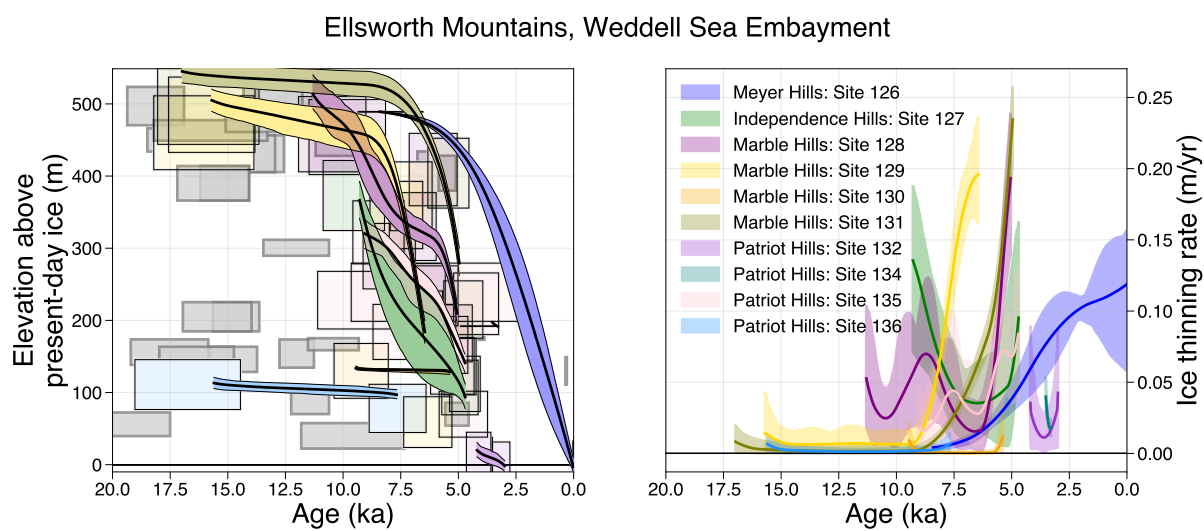 Ellsworth Mountains, Weddell Sea Embayment
Elevation above
present-day ice (m)
500
400
300
200
100
0
20.0 17.5 15.0 12.5 10.0 7.5 5.0 2.5 0.0
Age (ka)
Meyer Hills: Site 126
Independence Hills: Site 127
Marble Hills: Site 128
Marble Hills: Site 129
Marble Hills: Site 130
Marble Hills: Site 131
Patriot Hills: Site 132
Patriot Hills: Site 134
Patriot Hills: Site 135
Patriot Hills: Site 136
0.25
0.20
0.15
0.10
0.05
0.00
Ice thinning rate (m/yr)
20.0 17.5 15.0 12.5 10.0 7.5 5.0 2.5 0.0
Age (ka)